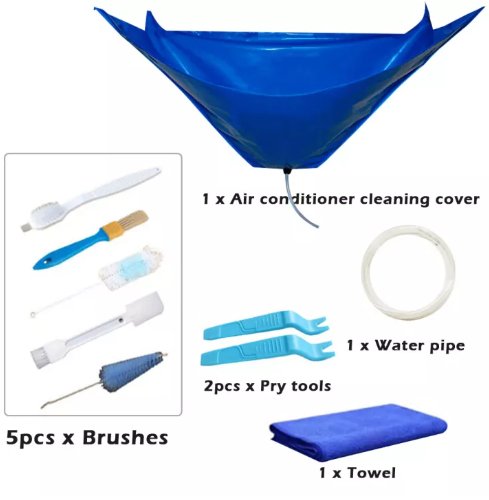 1 x Air conditioner cleaning cover
1 x Water pipe
2pcs x Pry tools
5pcs x Brushes
1 x Towel